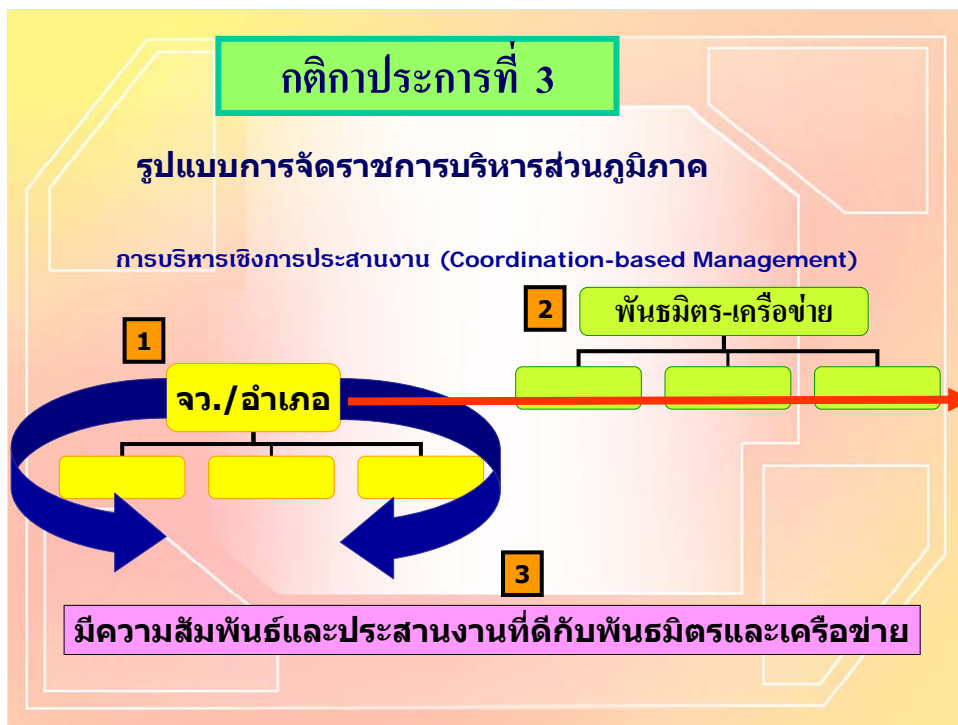 กติกาประการที่ 3
รูปแบบการจัดราชการบริหารส่วนภูมิภาค
การบริหารเชิงการประสานงาน (Coordination-based Management)
1
จว./อำเภอ
2
พันธมิตร-เครือข่าย
3
มีความสัมพันธ์และประสานงานที่ดีกับพันธมิตรและเครือข่าย